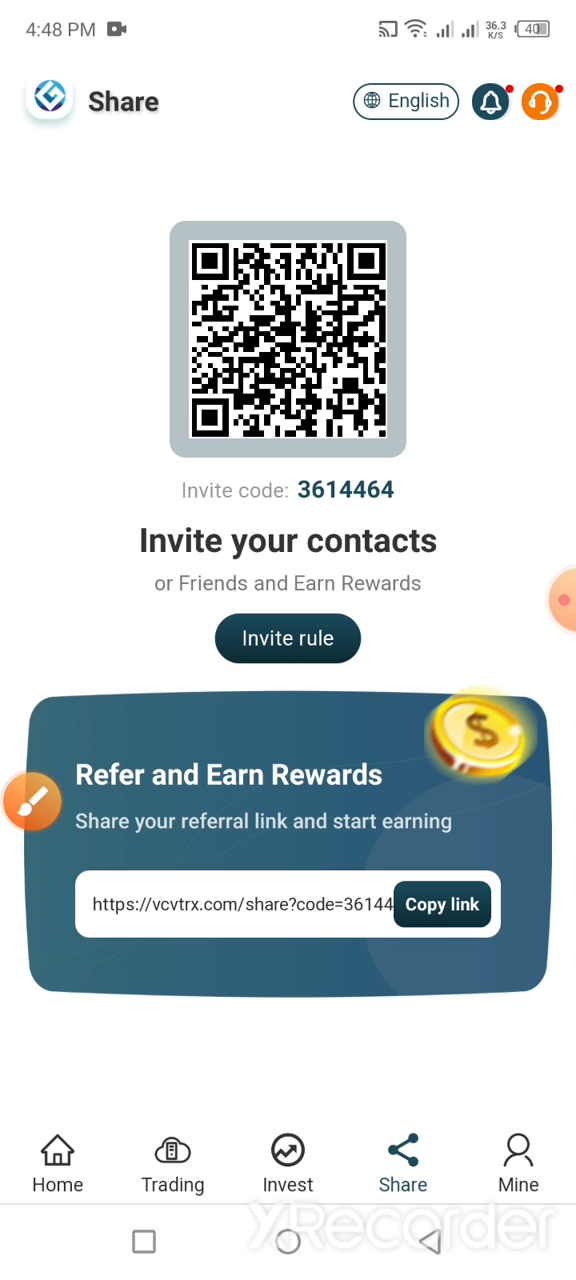 4:48 PM
36.3
K/S
40
Share
English
Invite code: 3614464
Invite your contacts
or Friends and Earn Rewards
Invite rule
$
Refer and Earn Rewards
Share your referral link and start earning
https://vcvtrx.com/share?code=36144
Copy link
Home
Trading
Invest
Share
Mine
XRecorder